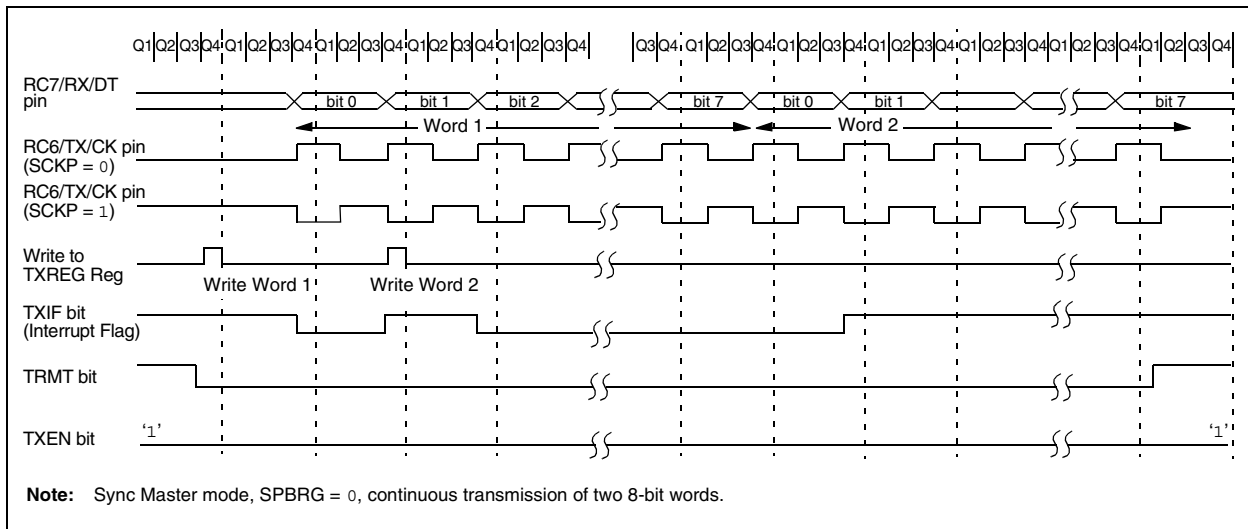 Q1 Q2 Q3 Q4 Q1 Q2 Q3 Q4 Q1 Q2 Q3 Q4 Q1 Q2 Q3 Q4 Q1 Q2 Q3 Q4 Q3 Q4 Q1 Q2 Q3 Q4 Q1 Q2 Q3 Q4 Q1 Q2 Q3 Q4 Q1 Q2 Q3 Q4 Q1 Q2 Q3 Q4
RC7/RX/DT
pin
bit 0 bit 1 bit 2 bit 7 bit 0 bit 1 bit 7
Word 1 Word 2
RC6/TX/CK pin
(SCKP = 0)
RC6/TX/CK pin
(SCKP = 1)
Write to
TXREG Reg
Write Word 1 Write Word 2
TXIF bit
(Interrupt Flag)
TRMT bit
TXEN bit
‘1’ ‘1’
Note: Sync Master mode, SPBRG = 0, continuous transmission of two 8-bit words.